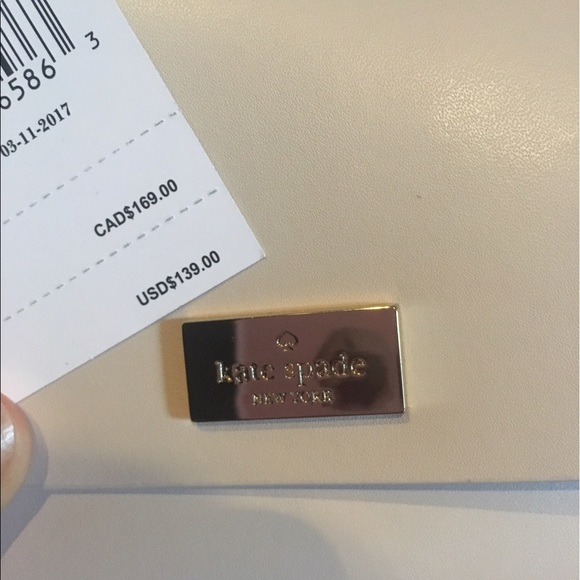 6586 3
03-11-2017
CAD$169.00
USD$139.00
kate spade
NEW YORK